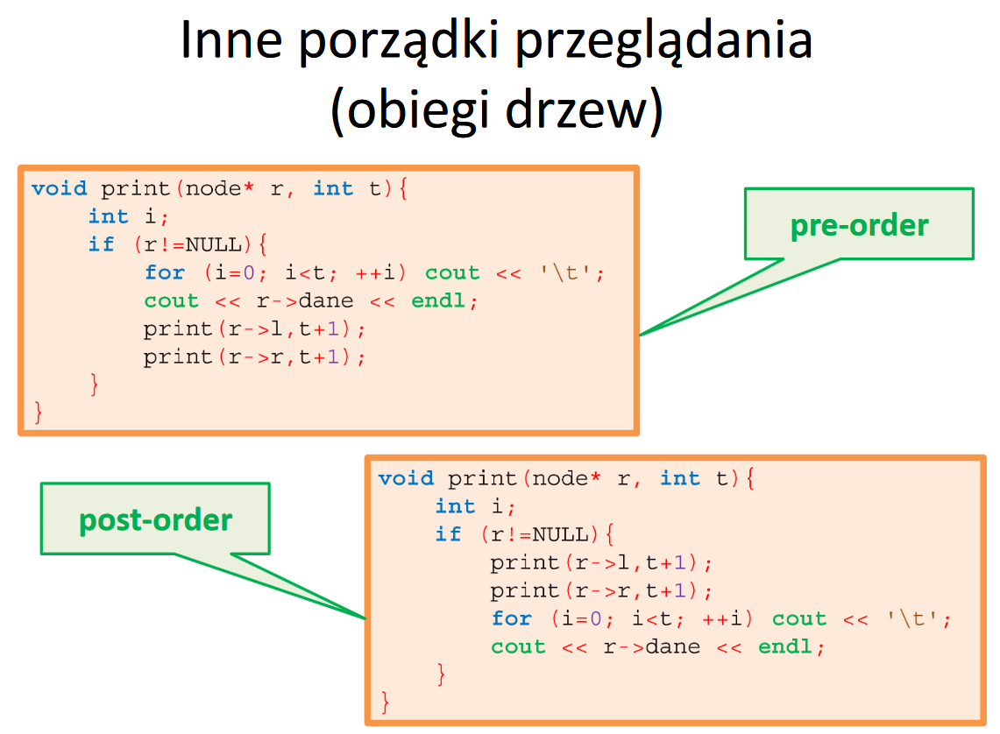 Inne porządki przeglądania
(obiegi drzew)
void print(node* r, int t){
    int i;
    if (r!=NULL){
        for (i=0; i<t; ++i) cout << '\t';
        cout << r->dane << endl;
        print(r->l,t+1);
        print(r->r,t+1);
    }
}
pre-order
post-order
void print(node* r, int t){
    int i;
    if (r!=NULL){
        print(r->l,t+1);
        print(r->r,t+1);
        for (i=0; i<t; ++i) cout << '\t';
        cout << r->dane << endl;
    }
}